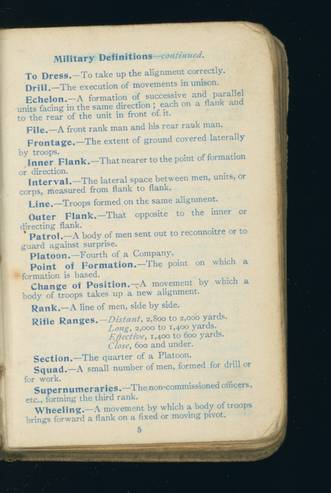 Military Definitions—continued.
To Dress.—To take up the alignment correctly.
Drill.—The execution of movements in unison.
Echelon.—A formation of successive and parallel
units facing in the same direction; each on a flank and
to the rear of the unit in front of it.
File.—A front rank man and his rear rank man.
Frontage.—The extent of ground covered laterally
by troops.
Inner Flank.—That nearer to the point of formation
or direction.
Interval.—The lateral space between men, units, or
corps, measured from flank to flank.
Line.—Troops formed on the same alignment.
Outer Flank.—That opposite to the inner or
directing flank.
Patrol.—A body of men sent out to reconnoitre or to
guard against surprise.
Platoon.—Fourth of a Company.
Point of Formation.—The point on which a
formation is based.
Change of Position.—A movement by which a
body of troops takes up a new alignment.
Rank.—A line of men, side by side.
Rifle Ranges.—Distant, 2,800 to 2,000 yards.
Long, 2,000 to 1,400 yards.
Effective, 1,400 to 600 yards.
Close, 600 and under.
Section.—The quarter of a Platoon.
Squad.—A small number of men, formed for drill or
for work.
Supernumeraries.—The non-commissioned officers,
etc., forming the third rank.
Wheeling.—A movement by which a body of troops
brings forward a flank on a fixed or moving pivot.
5